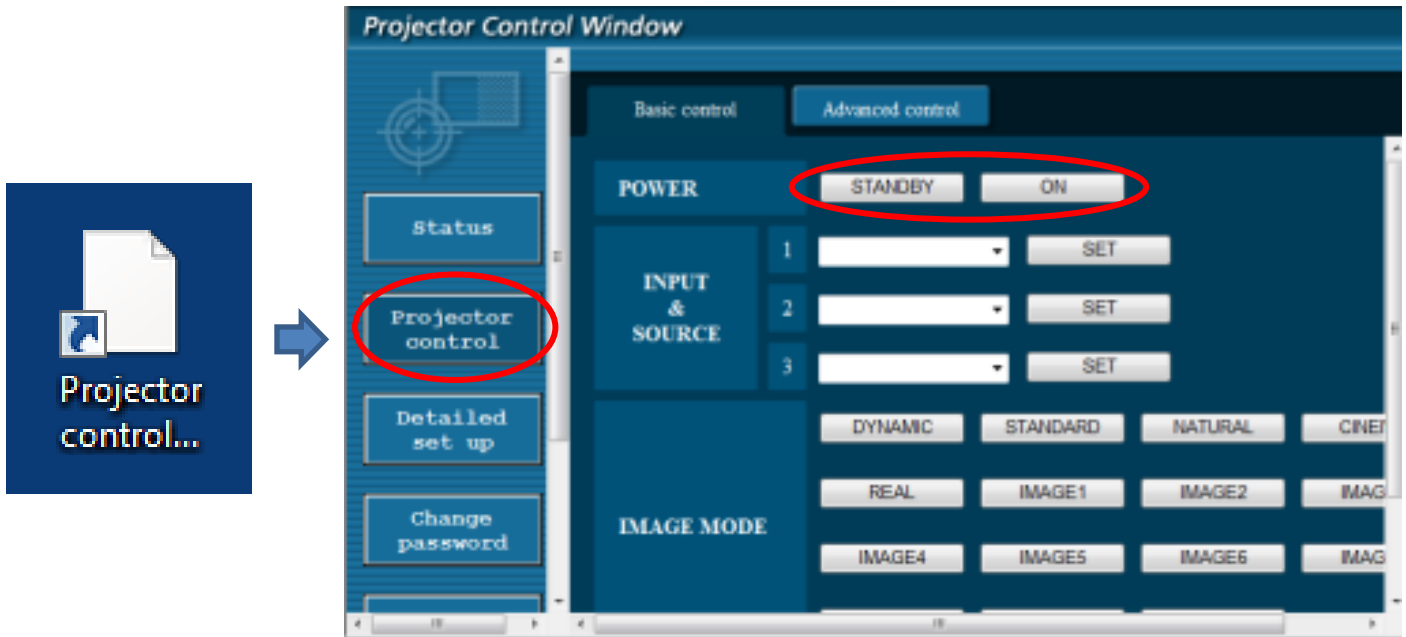 Projector
control...
Projector Control Window
Status
Projector
control
Detailed
set up
Change
password
Basic control
Advanced control
POWER
STANDBY
ON
INPUT
&
SOURCE
1
SET
2
SET
3
SET
IMAGE MODE
DYNAMIC
STANDARD
NATURAL
REAL
IMAGE1
IMAGE2
IMAGE4
IMAGE5
IMAGE6